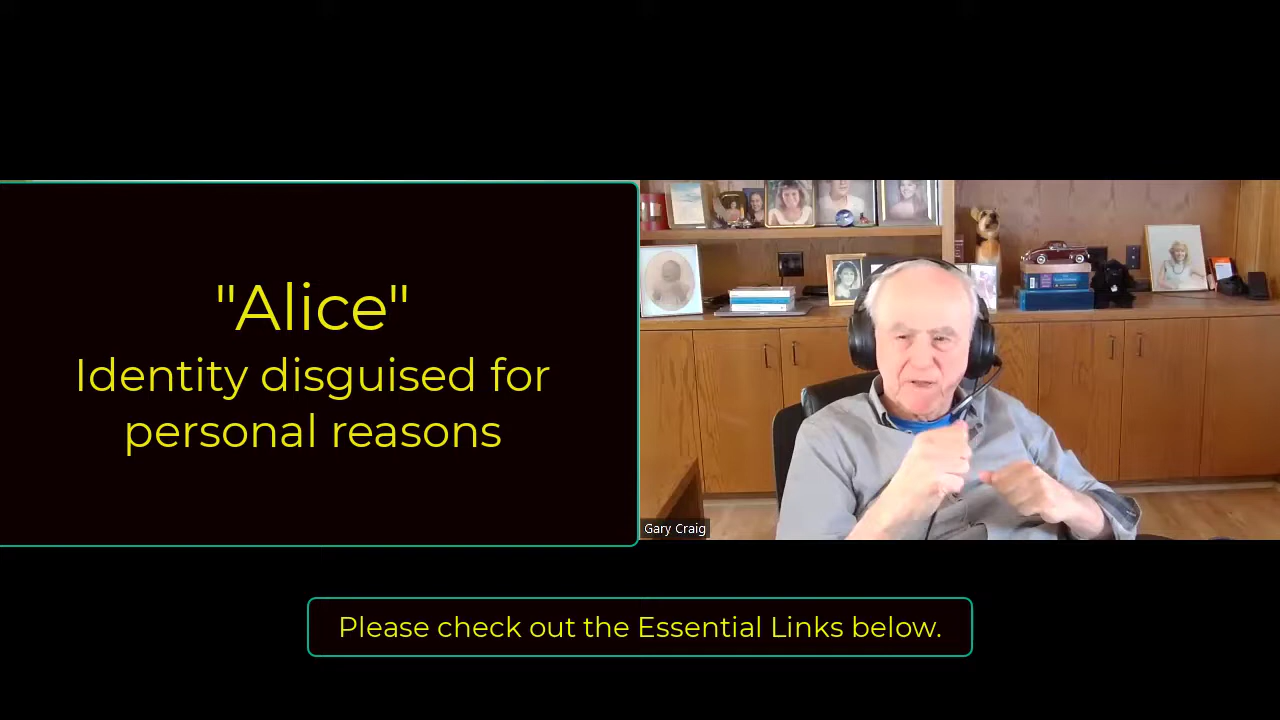 "Alice"
Identity disguised for
personal reasons
Gary Craig
Please check out the Essential Links below.